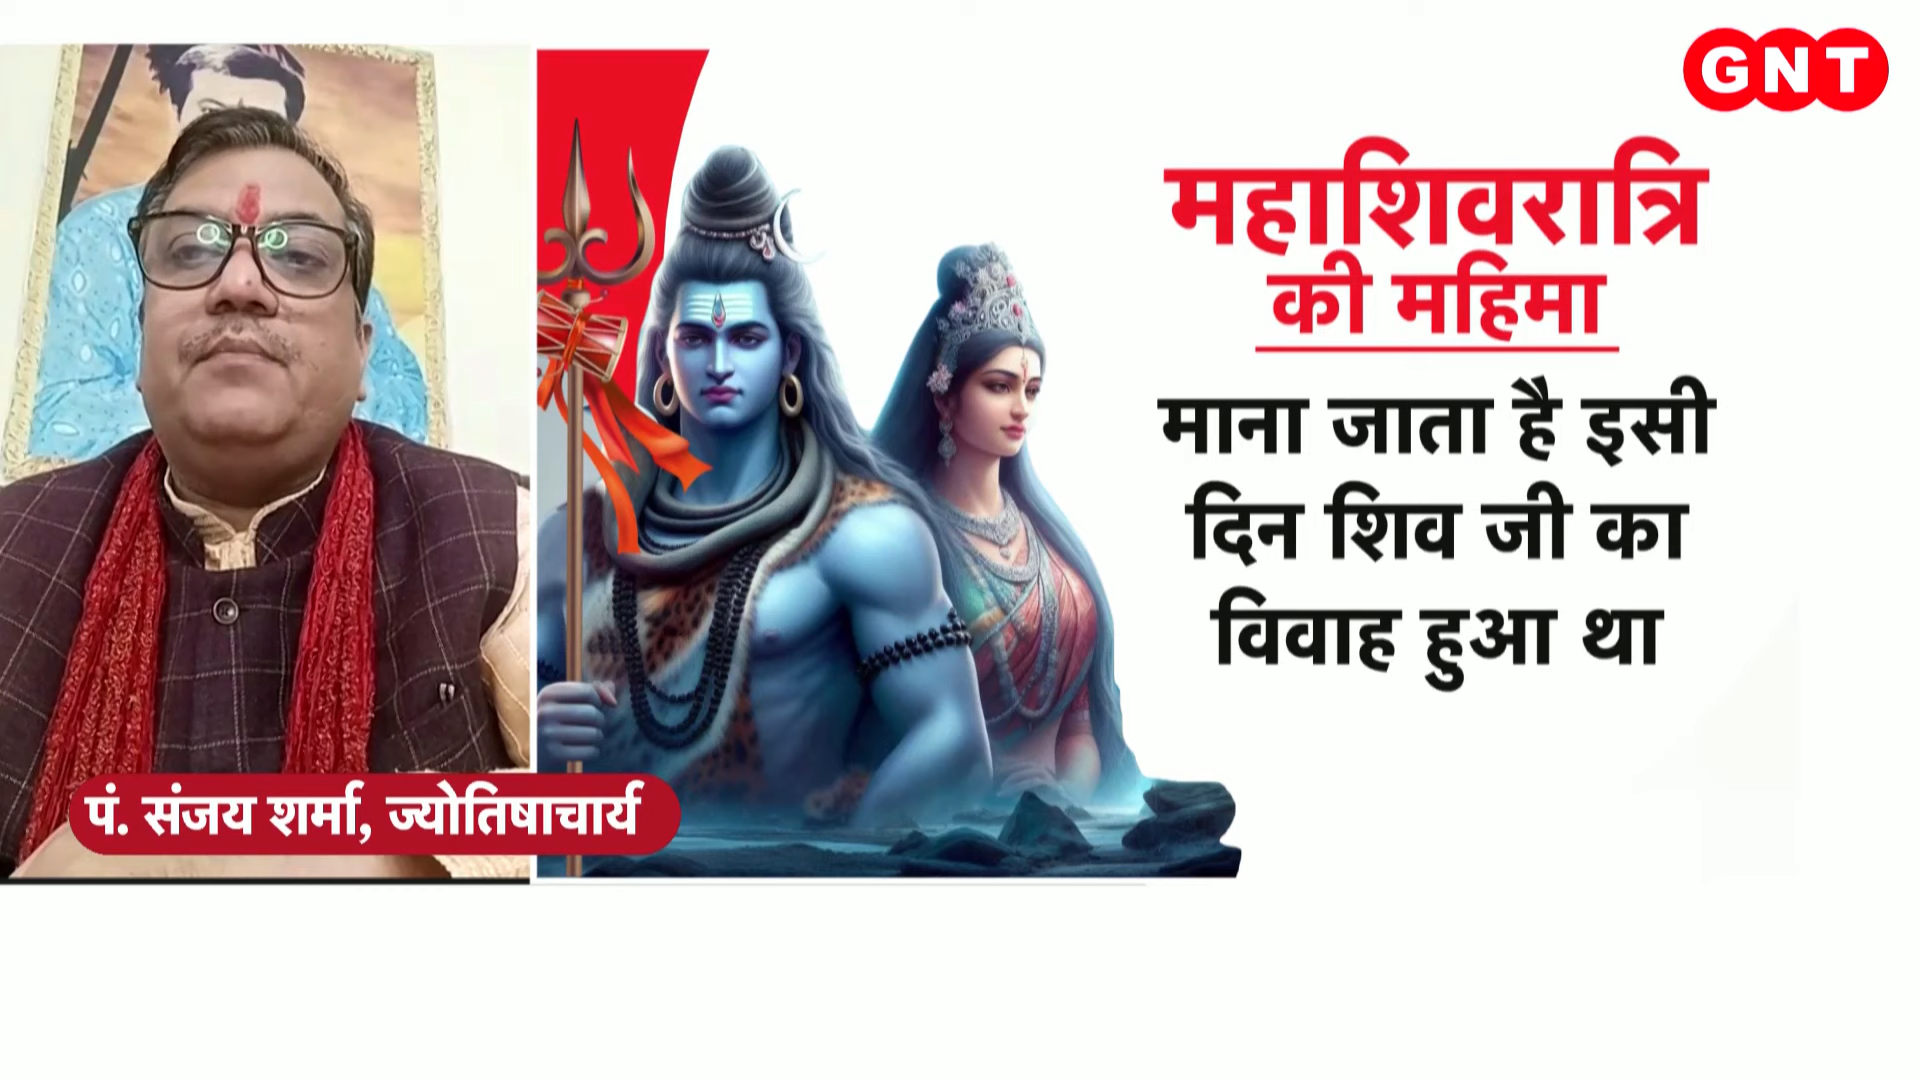 GNT
महाशिवरात्रि
की महिमा
माना जाता है इसी
दिन शिव जी का
विवाह हुआ था
पं. संजय शर्मा, ज्योतिषाचार्य